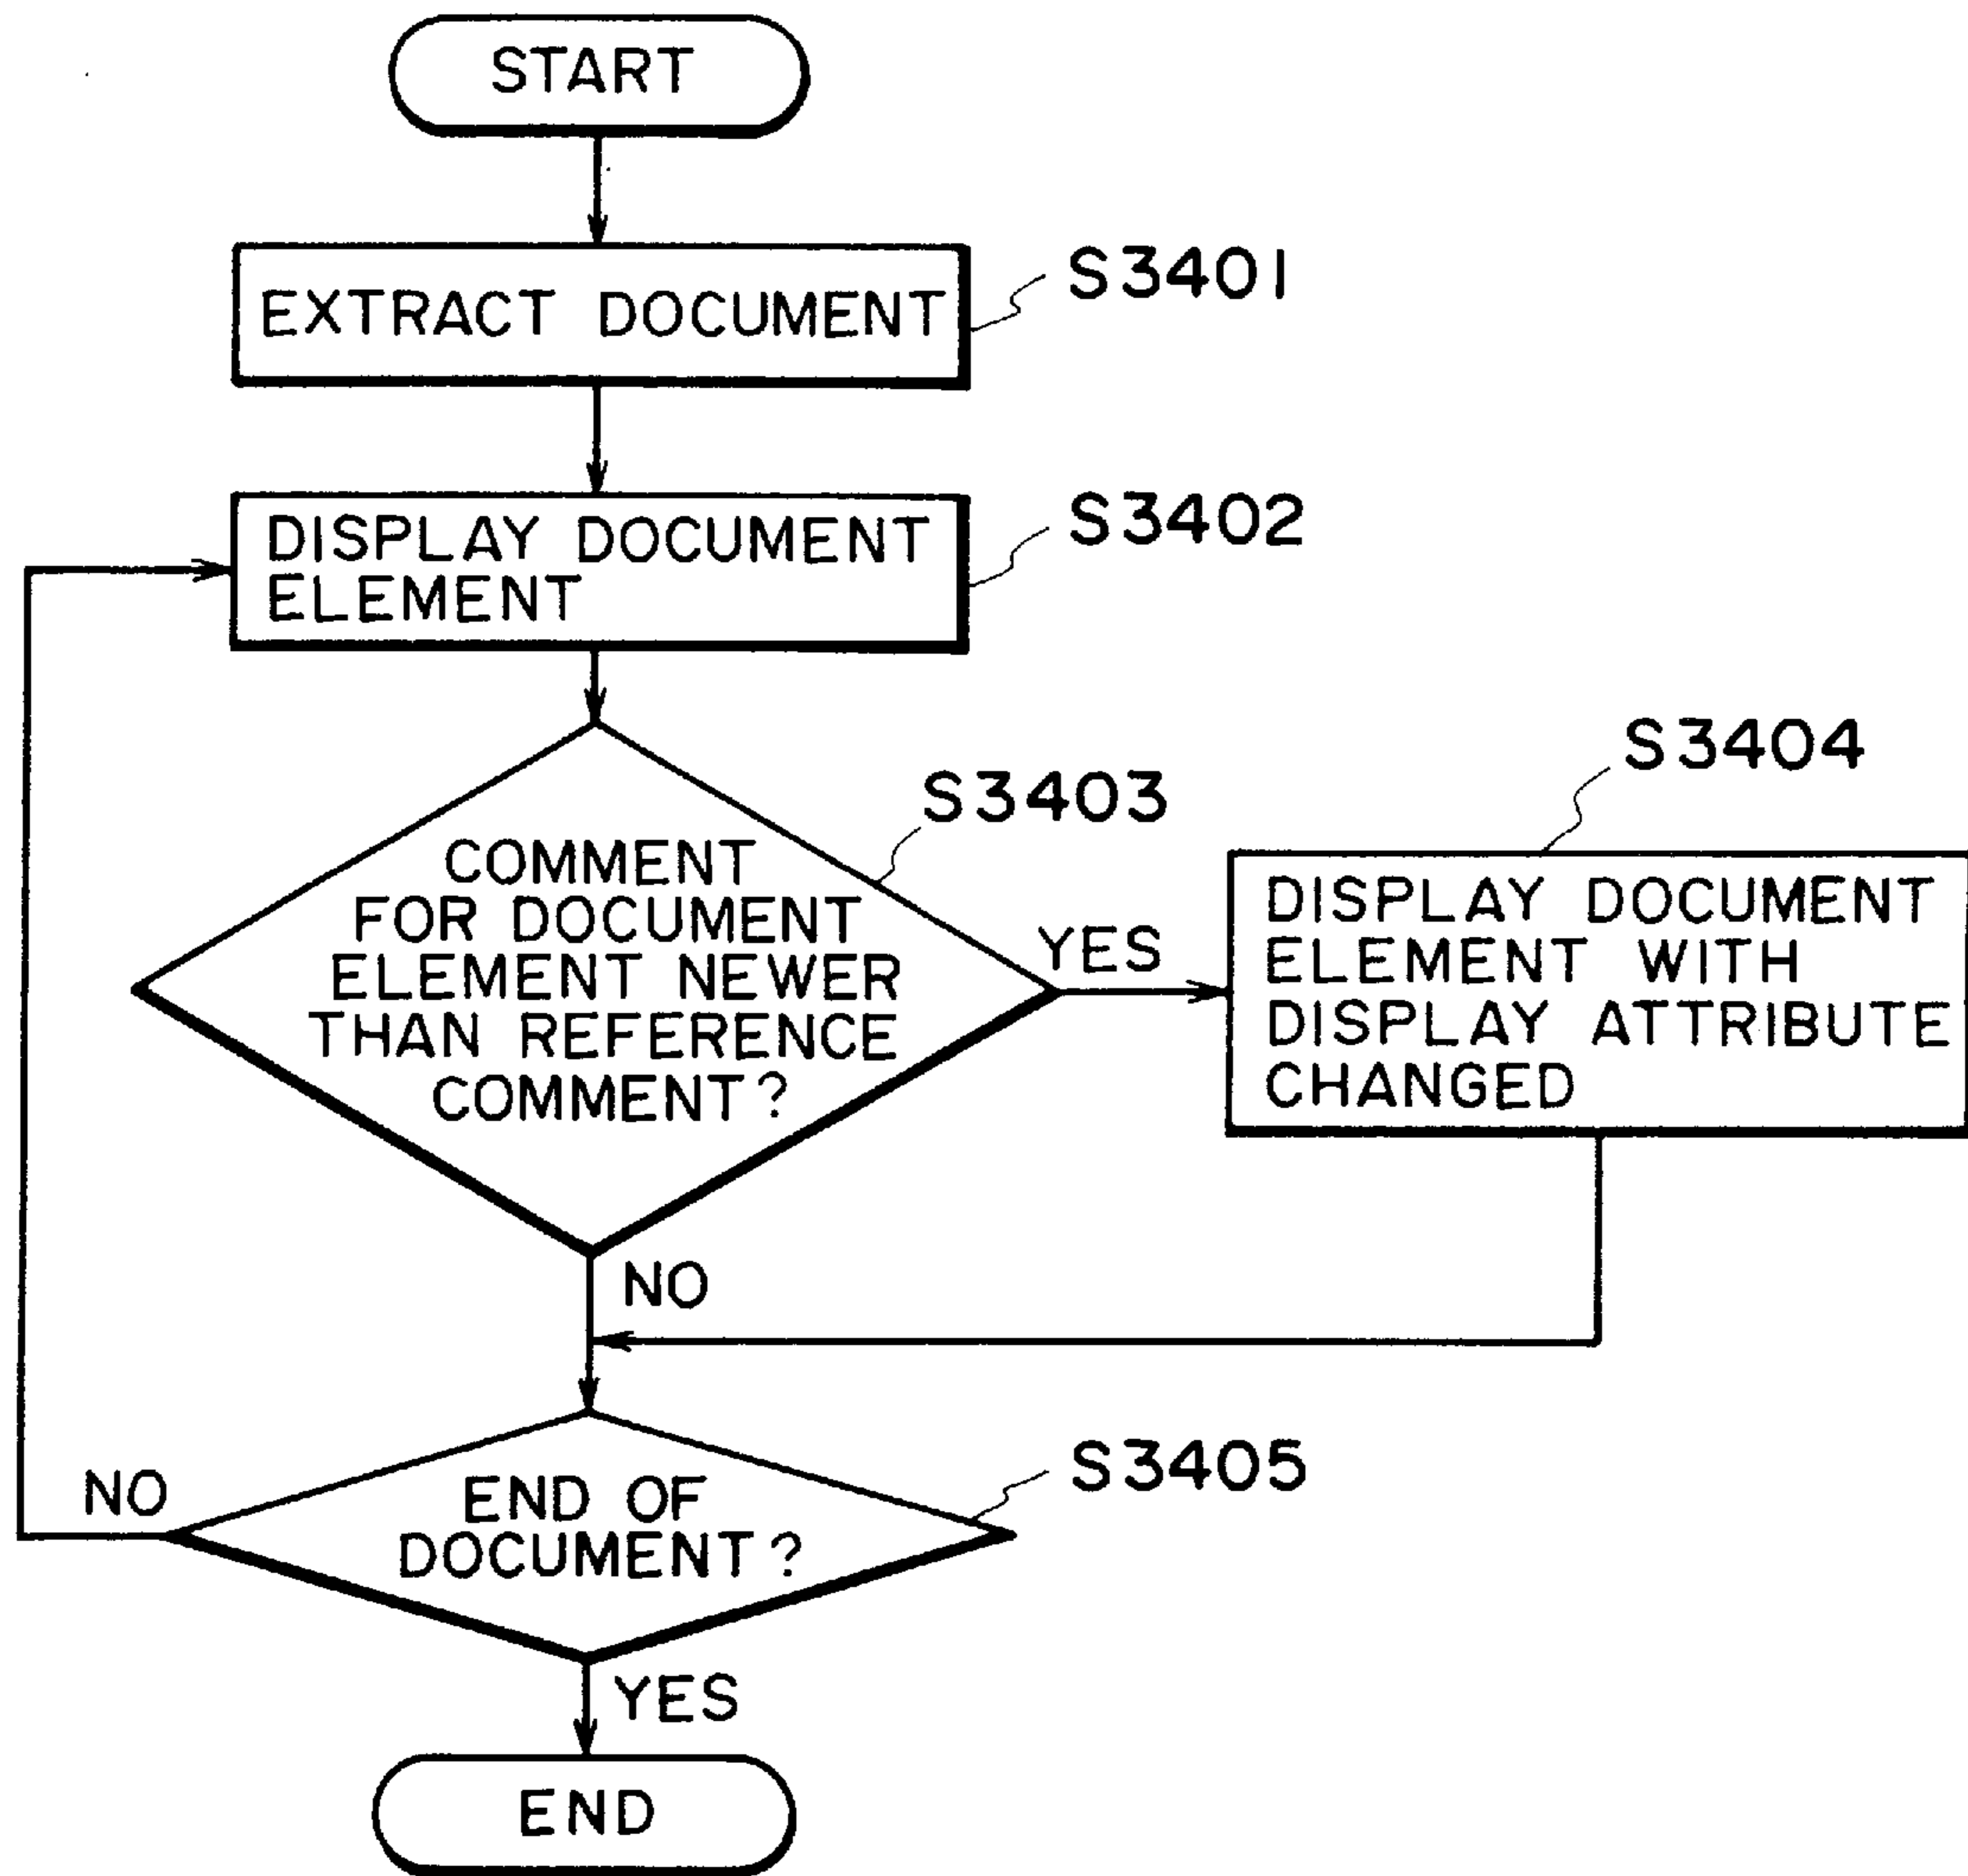 START
EXTRACT DOCUMENT
S3401
DISPLAY DOCUMENT
ELEMENT
S3402
COMMENT
FOR DOCUMENT
ELEMENT NEWER
THAN REFERENCE
COMMENT?
S3403
YES
DISPLAY DOCUMENT
ELEMENT WITH
DISPLAY ATTRIBUTE
CHANGED
S3404
NO
END OF
DOCUMENT?
S3405
NO
YES
END